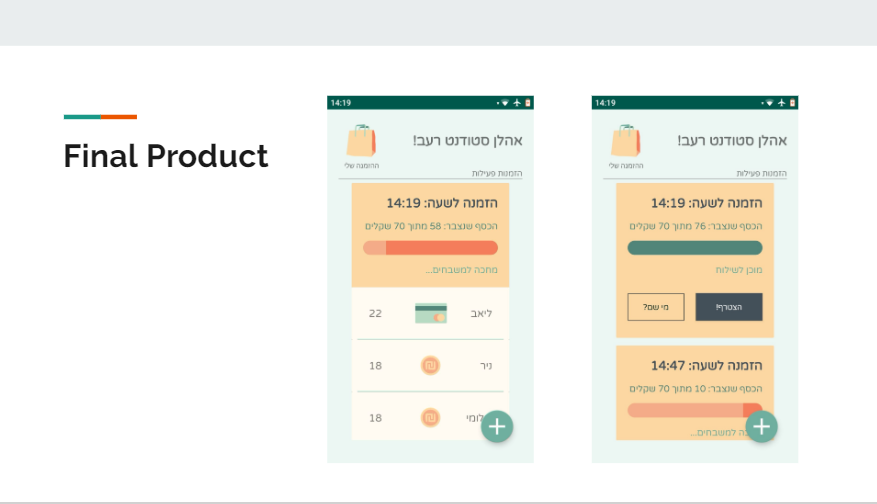 Final Product
14:19
אהלן סטודנט רעב!
ההזמנה שלי
הזמנות פעילות
הזמנה לשעה: 14:19
הכסף שנצבר: 58 מתוך 70 שקלים
מחכה למשבחים...
ליאב 22
ניר 18
לומי 18
14:19
אהלן סטודנט רעב!
ההזמנה שלי
הזמנות פעילות
הזמנה לשעה: 14:19
הכסף שנצבר: 76 מתוך 70 שקלים
מוכן לשילוח
הצטרף! מי שם?
הזמנה לשעה: 14:47
הכסף שנצבר: 10 מתוך 70 שקלים
למשבחים...